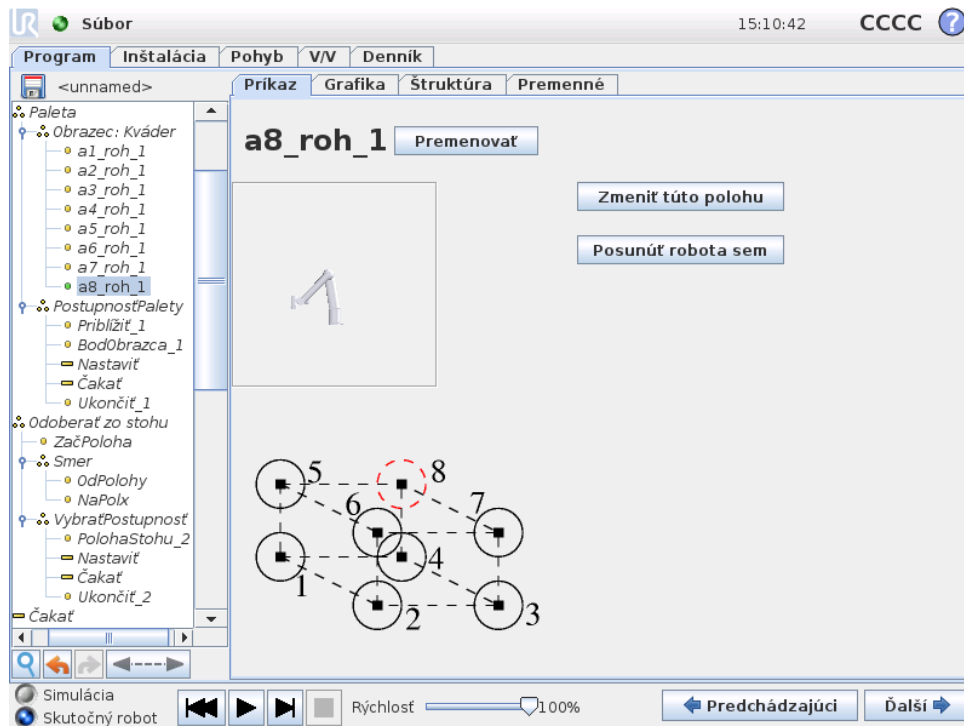 UR Súbor 15:10:42 CCCC ?
Program Inštalácia Pohyb V/V Denník
<unnamed>
Príkaz Grafika Štruktúra Premenné
Paleta
Obrazec: Kváder
a1_roh_1
a2_roh_1
a3_roh_1
a4_roh_1
a5_roh_1
a6_roh_1
a7_roh_1
a8_roh_1
PostupnosťPalety
Priblížiť_1
BodObrazca_1
Nastaviť
Čakať
Ukončiť_1
Odoberať zo stohu
ZačPoloha
Smer
OdPolohy
NaPolx
VybraťPostupnosť
PolohaStohu_2
Nastaviť
Čakať
Ukončiť_2
Čakať
a8_roh_1 Premenovať
Zmeniť túto polohu
Posunúť robota sem
5 8
6 7
1 4
2 3
Simulácia
Skutočný robot
Rýchlosť 100%
Predchádzajúci Ďalší